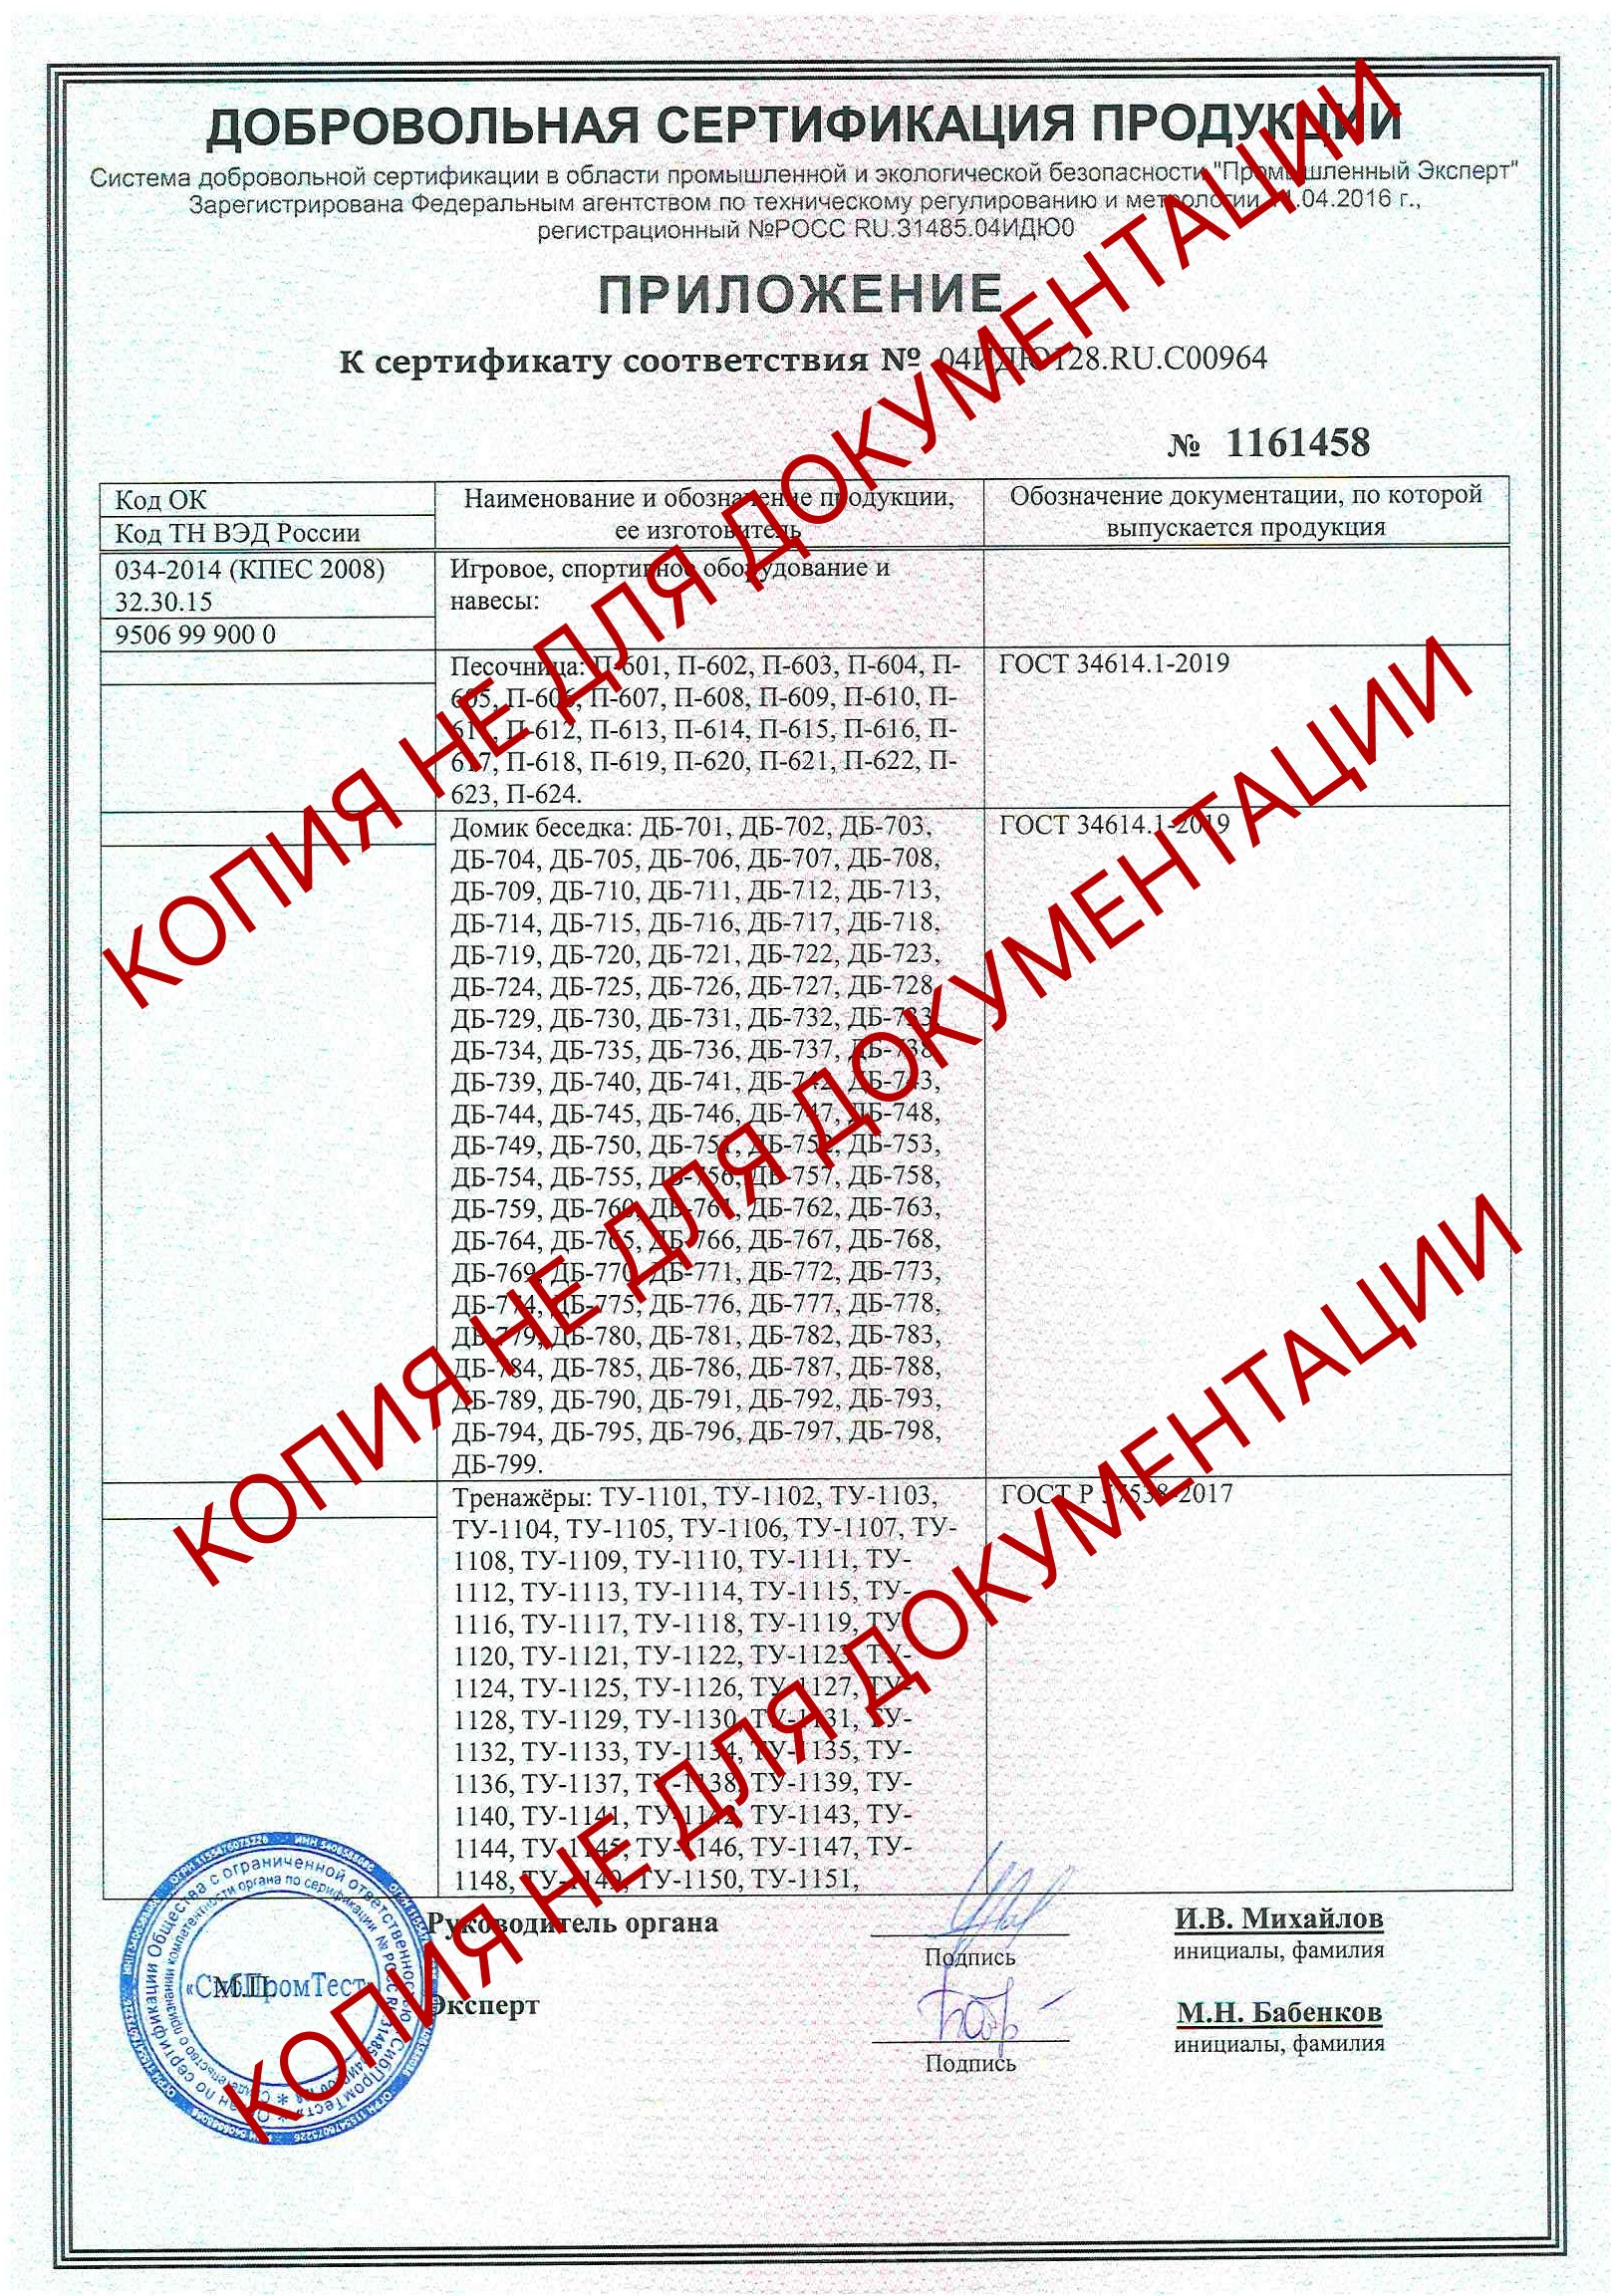 ДОБРОВОЛЬНАЯ СЕРТИФИКАЦИЯ ПРОДУКЦИИ
Система добровольной сертификации в области промышленной и экологической безопасности "Промышленный Эксперт"
Зарегистрирована Федеральным агентством по техническому регулированию и метрологии .04.2016 г.,
регистрационный №РОСС RU.31485.04ИДЮ0
ПРИЛОЖЕНИЕ
К сертификату соответствия № 04ИДЮ128.RU.C00964
№ 1161458
Код ОК
Код ТН ВЭД России
Наименование и обозначение продукции,
ее изготовитель
Обозначение документации, по которой
выпускается продукция
034-2014 (КПЕС 2008)
32.30.15
9506 99 900 0
Игровое, спортивное оборудование и
навесы:
Песочница: П-601, П-602, П-603, П-604, П-
605, П-606, П-607, П-608, П-609, П-610, П-
611, П-612, П-613, П-614, П-615, П-616, П-
617, П-618, П-619, П-620, П-621, П-622, П-
623, П-624.
ГОСТ 34614.1-2019
Домик беседка: ДБ-701, ДБ-702, ДБ-703,
ДБ-704, ДБ-705, ДБ-706, ДБ-707, ДБ-708,
ДБ-709, ДБ-710, ДБ-711, ДБ-712, ДБ-713,
ДБ-714, ДБ-715, ДБ-716, ДБ-717, ДБ-718,
ДБ-719, ДБ-720, ДБ-721, ДБ-722, ДБ-723,
ДБ-724, ДБ-725, ДБ-726, ДБ-727, ДБ-728,
ДБ-729, ДБ-730, ДБ-731, ДБ-732, ДБ-733,
ДБ-734, ДБ-735, ДБ-736, ДБ-737, ДБ-738,
ДБ-739, ДБ-740, ДБ-741, ДБ-742, ДБ-743,
ДБ-744, ДБ-745, ДБ-746, ДБ-747, ДБ-748,
ДБ-749, ДБ-750, ДБ-751, ДБ-752, ДБ-753,
ДБ-754, ДБ-755, ДБ-756, ДБ-757, ДБ-758,
ДБ-759, ДБ-760, ДБ-761, ДБ-762, ДБ-763,
ДБ-764, ДБ-765, ДБ-766, ДБ-767, ДБ-768,
ДБ-769, ДБ-770, ДБ-771, ДБ-772, ДБ-773,
ДБ-774, ДБ-775, ДБ-776, ДБ-777, ДБ-778,
ДБ-779, ДБ-780, ДБ-781, ДБ-782, ДБ-783,
ДБ-784, ДБ-785, ДБ-786, ДБ-787, ДБ-788,
ДБ-789, ДБ-790, ДБ-791, ДБ-792, ДБ-793,
ДБ-794, ДБ-795, ДБ-796, ДБ-797, ДБ-798,
ДБ-799.
ГОСТ 34614.1-2019
Тренажёры: ТУ-1101, ТУ-1102, ТУ-1103,
ТУ-1104, ТУ-1105, ТУ-1106, ТУ-1107, ТУ-
1108, ТУ-1109, ТУ-1110, ТУ-1111, ТУ-
1112, ТУ-1113, ТУ-1114, ТУ-1115, ТУ-
1116, ТУ-1117, ТУ-1118, ТУ-1119, ТУ-
1120, ТУ-1121, ТУ-1122, ТУ-1123, ТУ-
1124, ТУ-1125, ТУ-1126, ТУ-1127, ТУ-
1128, ТУ-1129, ТУ-1130, ТУ-1131, ТУ-
1132, ТУ-1133, ТУ-1134, ТУ-1135, ТУ-
1136, ТУ-1137, ТУ-1138, ТУ-1139, ТУ-
1140, ТУ-1141, ТУ-1142, ТУ-1143, ТУ-
1144, ТУ-1145, ТУ-1146, ТУ-1147, ТУ-
1148, ТУ-1149, ТУ-1150, ТУ-1151,
ГОСТ Р 57538-2017
Руководитель органа
Подпись
И.В. Михайлов
инициалы, фамилия
М.П.
«СибПромТест»
Эксперт
Подпись
М.Н. Бабенков
инициалы, фамилия
Орган по сертификации Общества с ограниченной ответственностью «СибПромТест»
КОПИЯ НЕ ДЛЯ ДОКУМЕНТАЦИИ
КОПИЯ НЕ ДЛЯ ДОКУМЕНТАЦИИ
КОПИЯ НЕ ДЛЯ ДОКУМЕНТАЦИИ